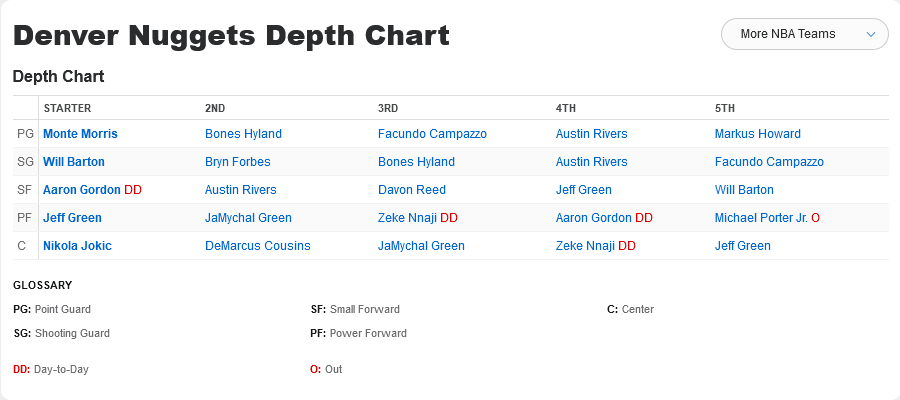 Denver Nuggets Depth Chart
More NBA Teams
Depth Chart
STARTER 2ND 3RD 4TH 5TH
PG Monte Morris Bones Hyland Facundo Campazzo Austin Rivers Markus Howard
SG Will Barton Bryn Forbes Bones Hyland Austin Rivers Facundo Campazzo
SF Aaron Gordon DD Austin Rivers Davon Reed Jeff Green Will Barton
PF Jeff Green JaMychal Green Zeke Nnaji DD Aaron Gordon DD Michael Porter Jr. O
C Nikola Jokic DeMarcus Cousins JaMychal Green Zeke Nnaji DD Jeff Green
GLOSSARY
PG: Point Guard SF: Small Forward C: Center
SG: Shooting Guard PF: Power Forward
DD: Day-to-Day O: Out